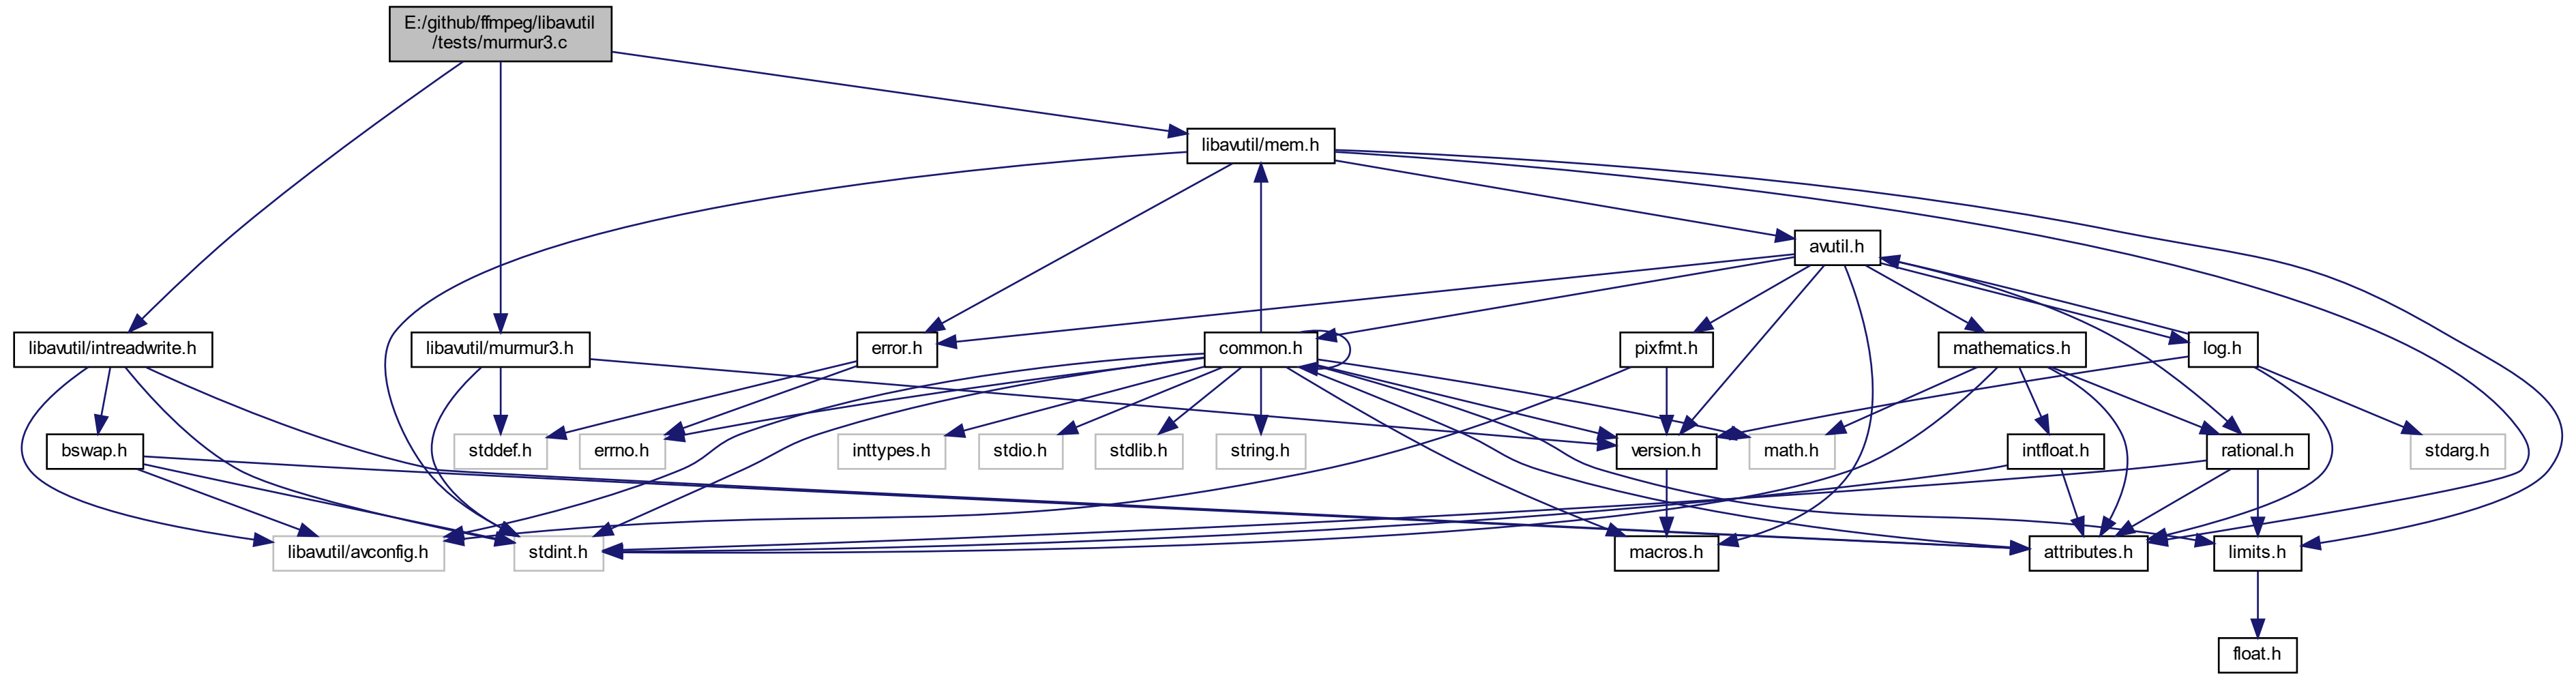 E:/github/ffmpeg/libavutil
/tests/murmur3.c
libavutil/mem.h
avutil.h
libavutil/intreadwrite.h
libavutil/murmur3.h
error.h
common.h
pixfmt.h
mathematics.h
log.h
bswap.h
stddef.h
errno.h
inttypes.h
stdio.h
stdlib.h
string.h
version.h
math.h
intfloat.h
rational.h
stdarg.h
libavutil/avconfig.h
stdint.h
macros.h
attributes.h
limits.h
float.h